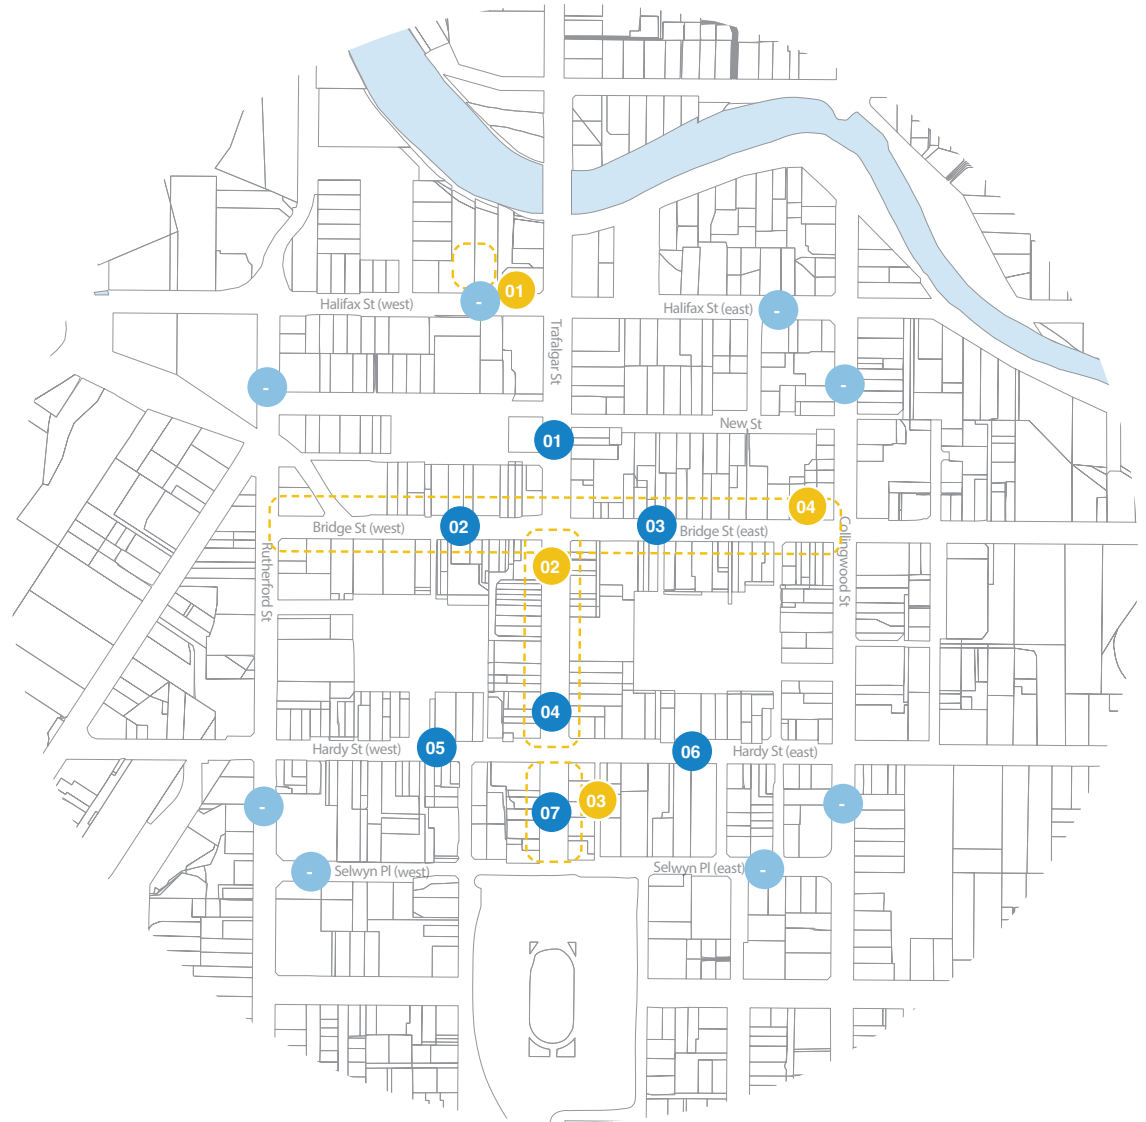 01
-
Halifax St (west)
Halifax St (east)
-
Trafalgar St
-
-
New St
01
04
Bridge St (west)
02
03
Bridge St (east)
Collingwood St
Rutherford St
02
04
Hardy St (west)
05
06
Hardy St (east)
03
07
-
-
Selwyn Pl (west)
-
Selwyn Pl (east)
-